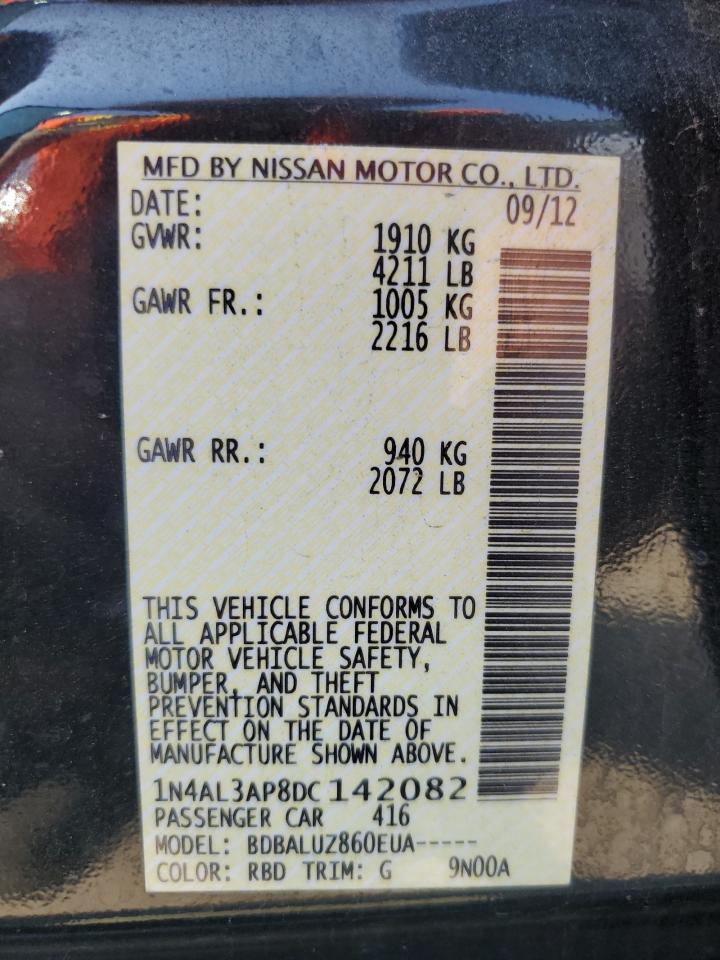 MFD BY NISSAN MOTOR CO., LTD.
DATE: 09/12
GVWR: 1910 KG
4211 LB
GAWR FR.: 1005 KG
2216 LB
GAWR RR.: 940 KG
2072 LB
THIS VEHICLE CONFORMS TO
ALL APPLICABLE FEDERAL
MOTOR VEHICLE SAFETY,
BUMPER, AND THEFT
PREVENTION STANDARDS IN
EFFECT ON THE DATE OF
MANUFACTURE SHOWN ABOVE.
1N4AL3AP8DC142082
PASSENGER CAR 416
MODEL: BDBALUZ860EUA-----
COLOR: RBD TRIM: G 9N00A